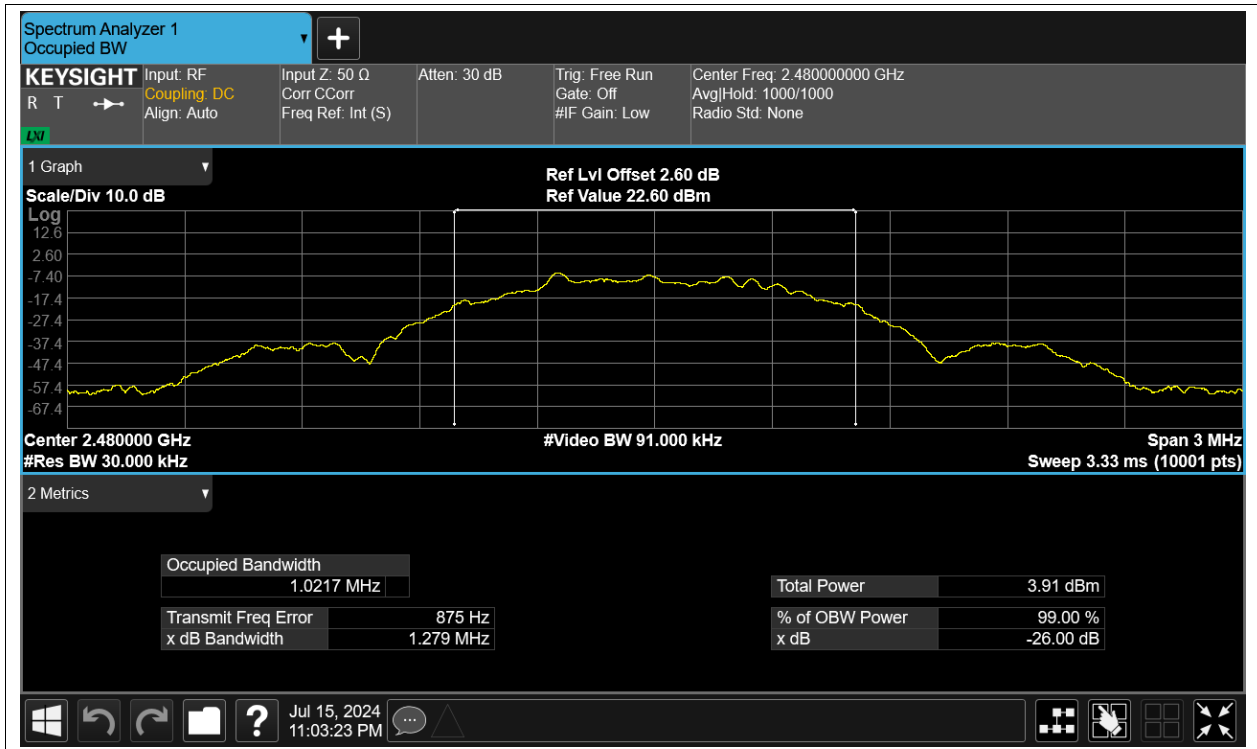 Spectrum Analyzer 1
Occupied BW
KEYSIGHT Input: RF Input Z: 50 Ω Atten: 30 dB Trig: Free Run Center Freq: 2.480000000 GHz
R T Coupling: DC Corr CCorr Gate: Off Avg|Hold: 1000/1000
Align: Auto Freq Ref: Int (S) #IF Gain: Low Radio Std: None
LXI
1 Graph
Ref Lvl Offset 2.60 dB
Scale/Div 10.0 dB Ref Value 22.60 dBm
Log
12.6
2.60
-7.40
-17.4
-27.4
-37.4
-47.4
-57.4
-67.4
Center 2.480000 GHz #Video BW 91.000 kHz Span 3 MHz
#Res BW 30.000 kHz Sweep 3.33 ms (10001 pts)
2 Metrics
Occupied Bandwidth
1.0217 MHz Total Power 3.91 dBm
Transmit Freq Error 875 Hz % of OBW Power 99.00 %
x dB Bandwidth 1.279 MHz x dB -26.00 dB
? Jul 15, 2024
11:03:23 PM